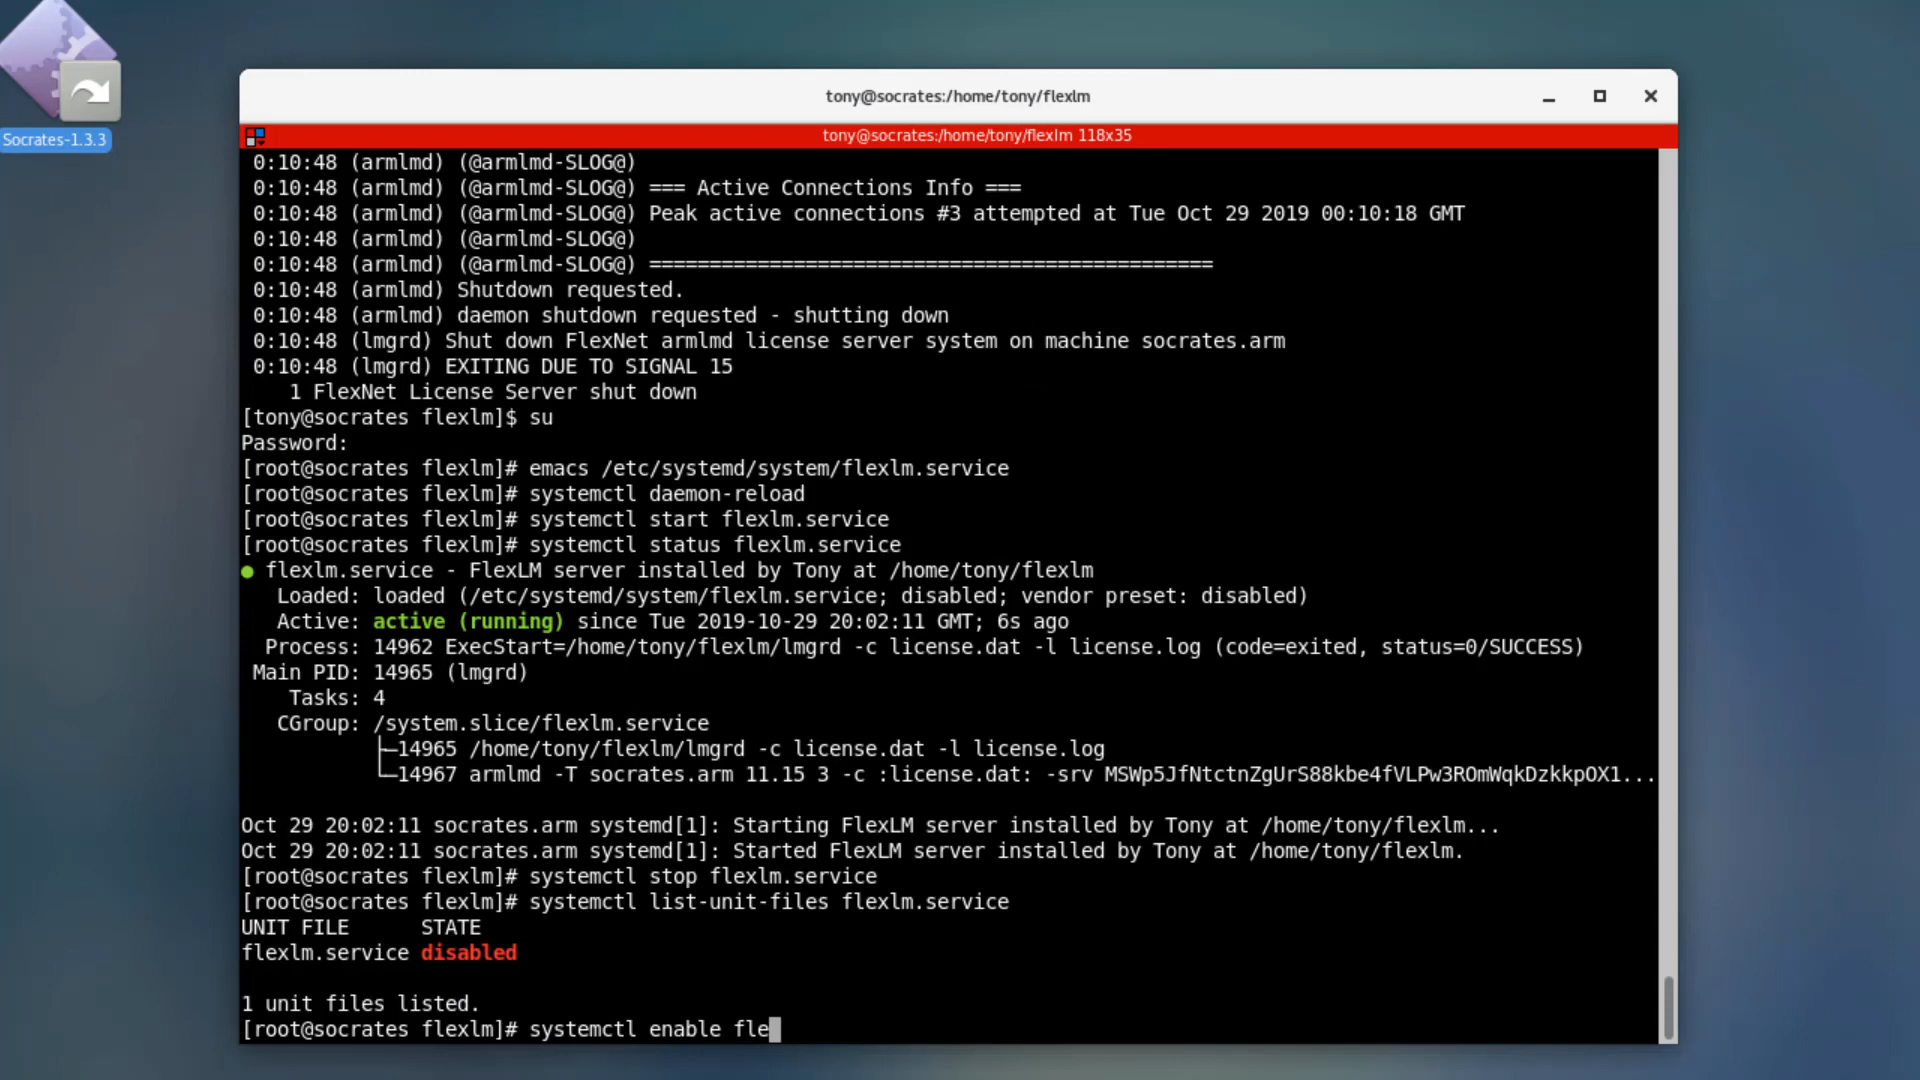 Socrates-1.3.3
tony@socrates:/home/tony/flexlm
tony@socrates:/home/tony/flexlm 118x35
0:10:48 (armlmd) (@armlmd-SLOG@)
0:10:48 (armlmd) (@armlmd-SLOG@) === Active Connections Info ===
0:10:48 (armlmd) (@armlmd-SLOG@) Peak active connections #3 attempted at Tue Oct 29 2019 00:10:18 GMT
0:10:48 (armlmd) (@armlmd-SLOG@)
0:10:48 (armlmd) (@armlmd-SLOG@) ===============================================
0:10:48 (armlmd) Shutdown requested.
0:10:48 (armlmd) daemon shutdown requested - shutting down
0:10:48 (lmgrd) Shut down FlexNet armlmd license server system on machine socrates.arm
0:10:48 (lmgrd) EXITING DUE TO SIGNAL 15
1 FlexNet License Server shut down
[tony@socrates flexlm]$ su
Password:
[root@socrates flexlm]# emacs /etc/systemd/system/flexlm.service
[root@socrates flexlm]# systemctl daemon-reload
[root@socrates flexlm]# systemctl start flexlm.service
[root@socrates flexlm]# systemctl status flexlm.service
● flexlm.service - FlexLM server installed by Tony at /home/tony/flexlm
Loaded: loaded (/etc/systemd/system/flexlm.service; disabled; vendor preset: disabled)
Active: active (running) since Tue 2019-10-29 20:02:11 GMT; 6s ago
Process: 14962 ExecStart=/home/tony/flexlm/lmgrd -c license.dat -l license.log (code=exited, status=0/SUCCESS)
Main PID: 14965 (lmgrd)
Tasks: 4
CGroup: /system.slice/flexlm.service
├─14965 /home/tony/flexlm/lmgrd -c license.dat -l license.log
└─14967 armlmd -T socrates.arm 11.15 3 -c :license.dat: -srv MSWp5JfNtctnZgUrS88kbe4fVLPw3ROmWqkDzkkpOX1...
Oct 29 20:02:11 socrates.arm systemd[1]: Starting FlexLM server installed by Tony at /home/tony/flexlm...
Oct 29 20:02:11 socrates.arm systemd[1]: Started FlexLM server installed by Tony at /home/tony/flexlm.
[root@socrates flexlm]# systemctl stop flexlm.service
[root@socrates flexlm]# systemctl list-unit-files flexlm.service
UNIT FILE STATE
flexlm.service disabled
1 unit files listed.
[root@socrates flexlm]# systemctl enable fle